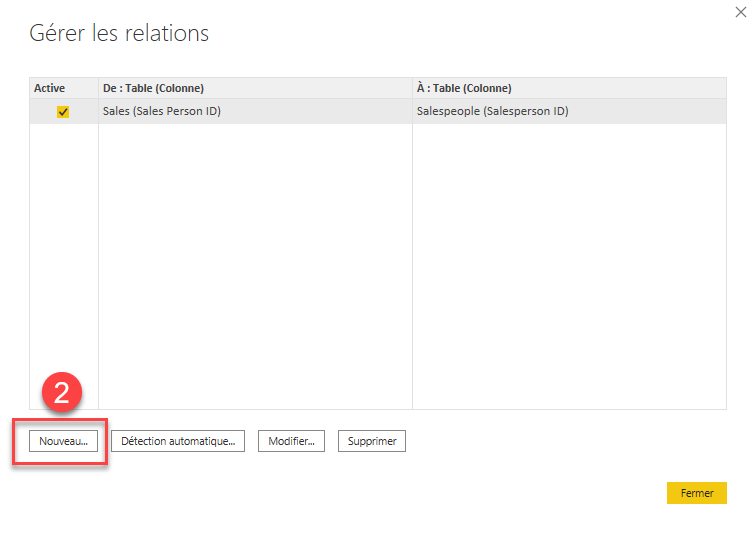 Gérer les relations
Active De : Table (Colonne) À : Table (Colonne)
Sales (Sales Person ID) Salespeople (Salesperson ID)
2
Nouveau... Détection automatique... Modifier... Supprimer
Fermer